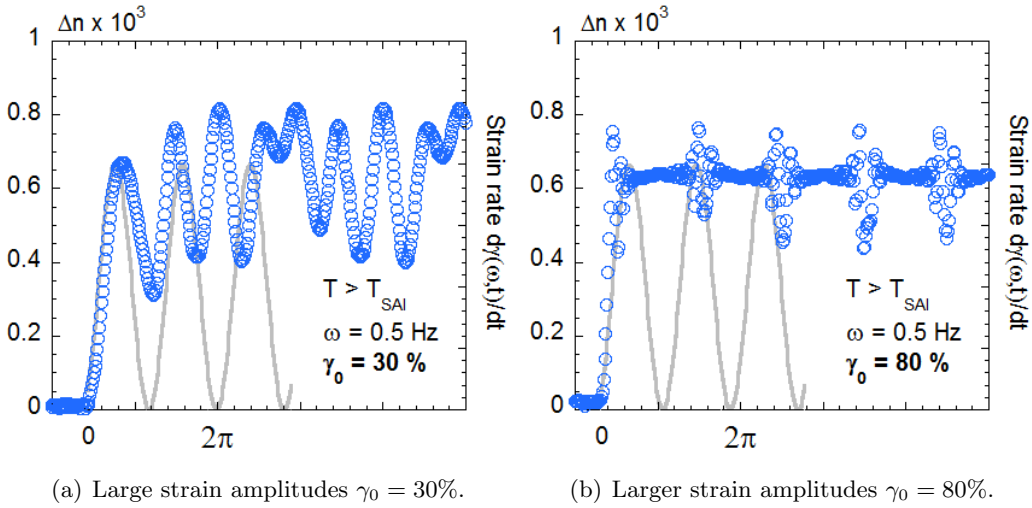 Δn x 10³
1
0.8
0.6
0.4
0.2
0
0
2π
T > T_SAI
ω = 0.5 Hz
γ₀ = 30 %
Strain rate dγ(ω,t)/dt
Δn x 10³
1
0.8
0.6
0.4
0.2
0
0
2π
T > T_SAI
ω = 0.5 Hz
γ₀ = 80 %
Strain rate dγ(ω,t)/dt
(a) Large strain amplitudes γ₀ = 30%.
(b) Larger strain amplitudes γ₀ = 80%.